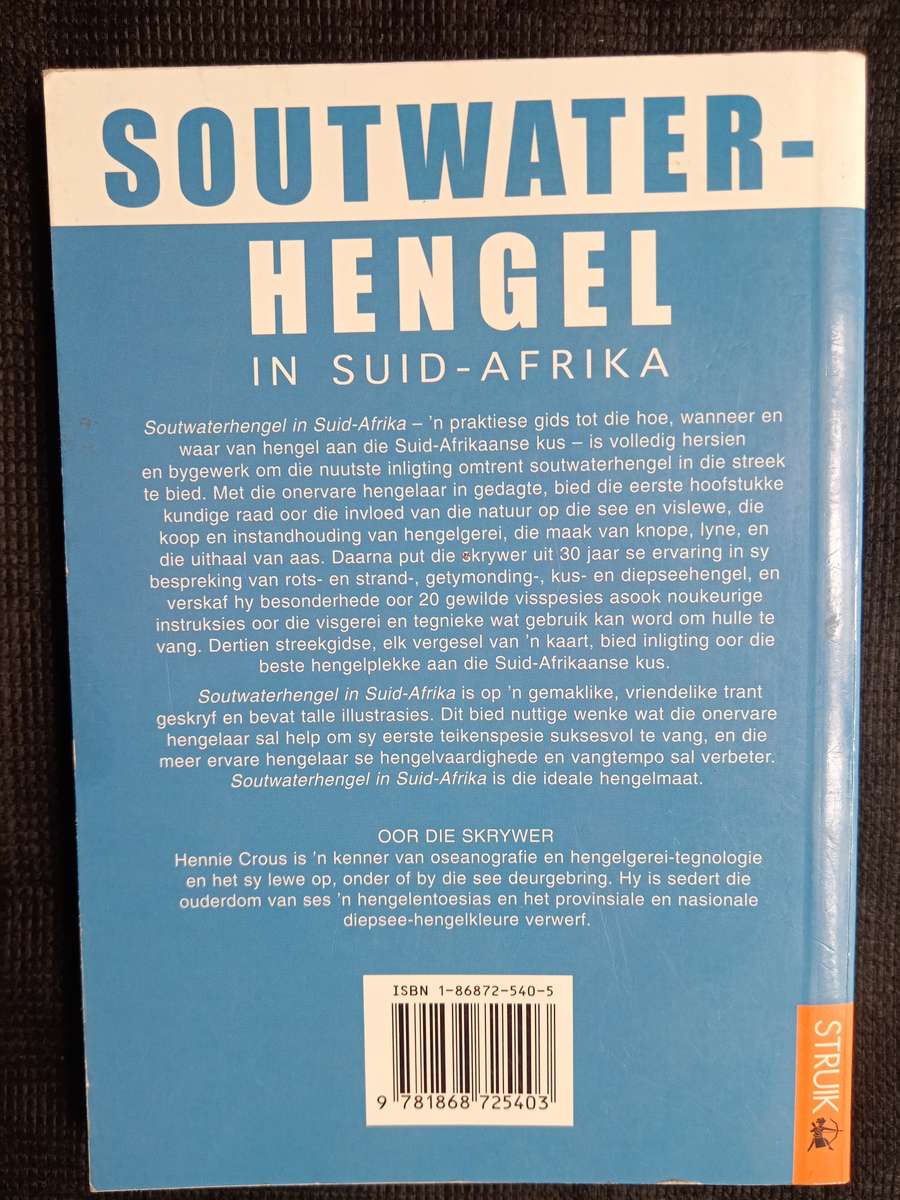 SOUTWATER-
HENGEL
IN SUID-AFRIKA
Soutwaterhengel in Suid-Afrika – 'n praktiese gids tot die hoe, wanneer en
waar van hengel aan die Suid-Afrikaanse kus – is volledig hersien
en bygewerk om die nuutste inligting omtrent soutwaterhengel in die streek
te bied. Met die onervare hengelaar in gedagte, bied die eerste hoofstukke
kundige raad oor die invloed van die natuur op die see en vislewe, die
koop en instandhouding van hengelgerei, die maak van knope, lyne, en
die uithaal van aas. Daarna put die skrywer uit 30 jaar se ervaring in sy
bespreking van rots- en strand-, getymonding-, kus- en diepseehengel, en
verskaf hy besonderhede oor 20 gewilde visspesies asook noukeurige
instruksies oor die visgerei en tegnieke wat gebruik kan word om hulle te
vang. Dertien streekgidse, elk vergesel van 'n kaart, bied inligting oor die
beste hengelplekke aan die Suid-Afrikaanse kus.
Soutwaterhengel in Suid-Afrika is op 'n gemaklike, vriendelike trant
geskryf en bevat talle illustrasies. Dit bied nuttige wenke wat die onervare
hengelaar sal help om sy eerste teikenspesie suksesvol te vang, en die
meer ervare hengelaar se hengelvaardighede en vangtempo sal verbeter.
Soutwaterhengel in Suid-Afrika is die ideale hengelmaat.
OOR DIE SKRYWER
Hennie Crous is 'n kenner van oseanografie en hengelgerei-tegnologie
en het sy lewe op, onder of by die see deurgebring. Hy is sedert die
ouderdom van ses 'n hengelentoesias en het provinsiale en nasionale
diepsee-hengelkleure verwerf.
ISBN 1-86872-540-5
9 781868 725403
STRUIK